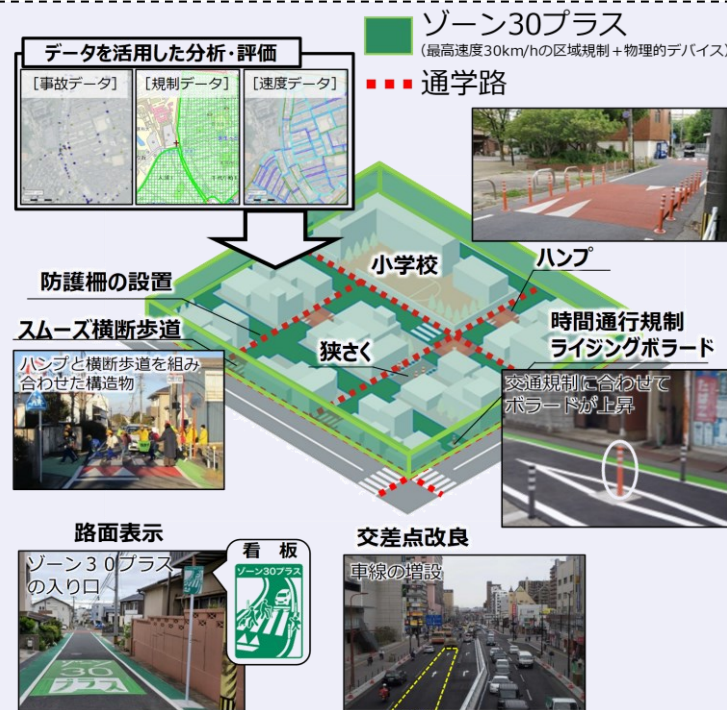 ゾーン30プラス
(最高速度30km/hの区域規制+物理的デバイス)
通学路
データを活用した分析・評価
[事故データ]
[規制データ]
[速度データ]
小学校
ハンプ
防護柵の設置
スムーズ横断歩道
ハンプと横断歩道を組み
合わせた構造物
狭さく
時間通行規制
ライジングボラード
交通規制に合わせて
ボラードが上昇
路面表示
ゾーン30プラス
の入り口
ゾーン
30
プラス
看 板
ゾーン30プラス
交差点改良
車線の増設